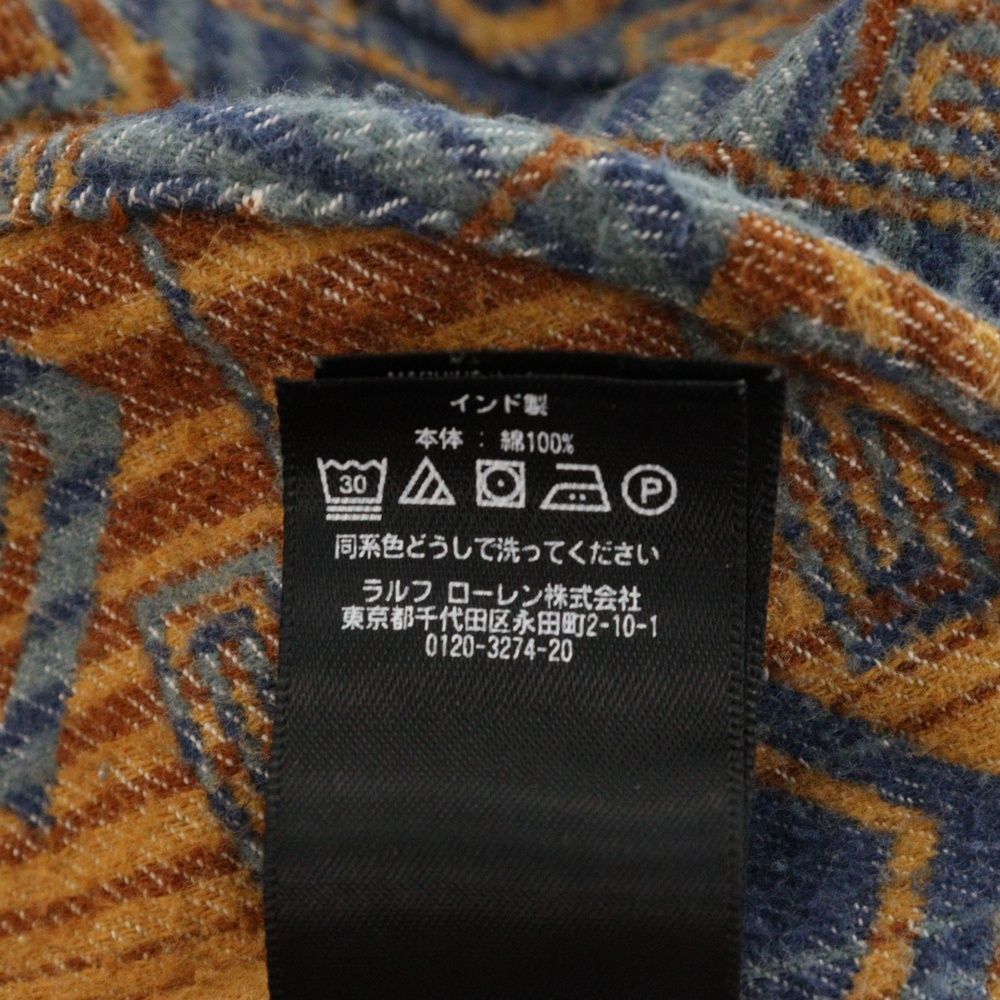 インド製
本体 : 綿100%
30 P
同系色どうしで洗ってください
ラルフ ローレン株式会社
東京都千代田区永田町2-10-1
0120-3274-20